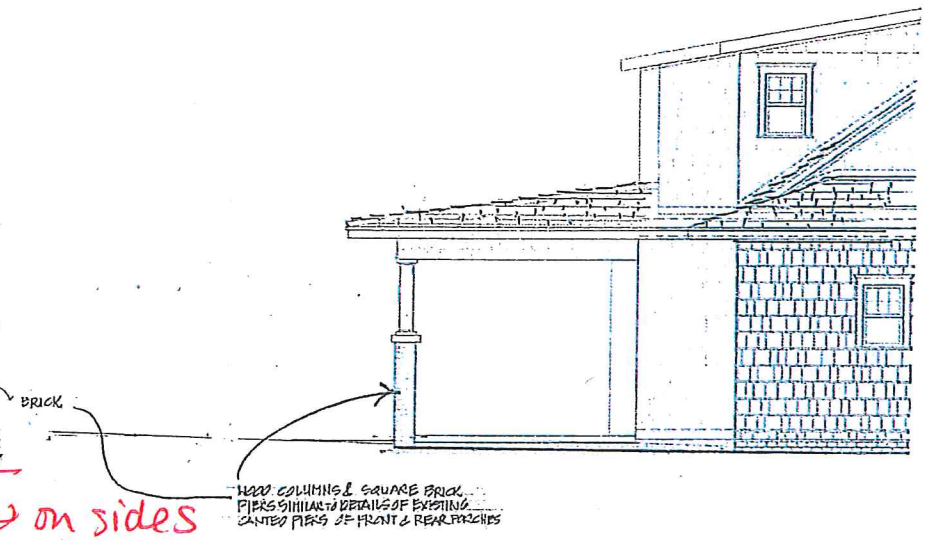 BRICK
WOOD COLUMNS & SQUARE BRICK
PIERS SIMILAR TO DETAILS OF EXISTING
CANTED PIERS OF FRONT & REAR PORCHES
on sides